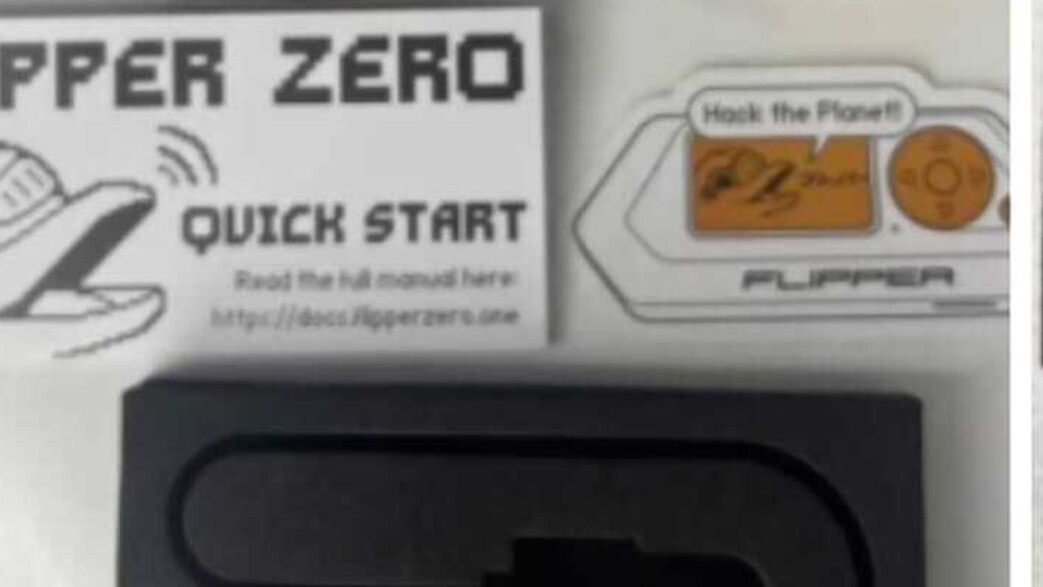 PPER ZERO
QUICK START
Read the full manual here:
https://docs.flipperzero.one
Hack the Planet!
FLIPPER